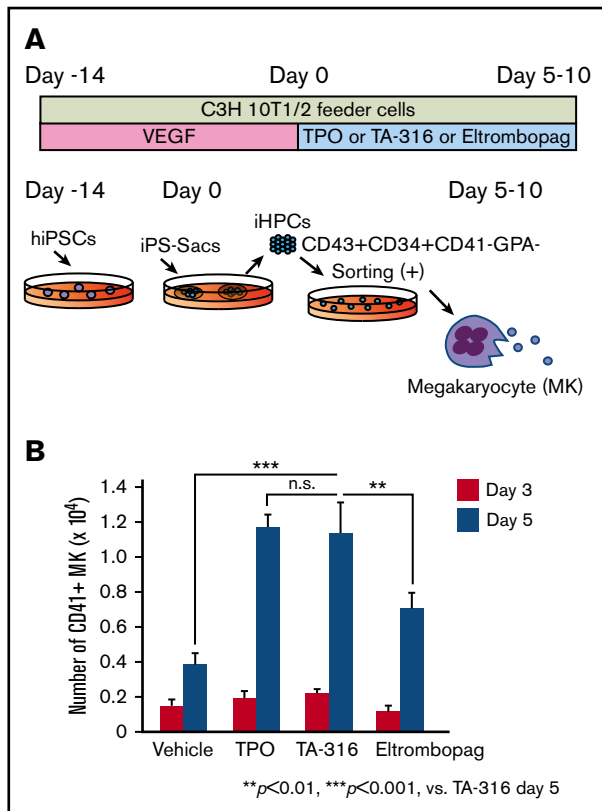 A
Day -14 Day 0 Day 5-10
C3H 10T1/2 feeder cells
VEGF TPO or TA-316 or Eltrombopag
Day -14 Day 0 Day 5-10
hiPSCs iPS-Sacs iHPCs CD43+CD34+CD41-GPA-
Sorting (+)
Megakaryocyte (MK)
B
Number of CD41+ MK (x 10⁴)
1.4
1.2
1.0
0.8
0.6
0.4
0.2
0
***
n.s.
**
Day 3
Day 5
Vehicle TPO TA-316 Eltrombopag
**p<0.01, ***p<0.001, vs. TA-316 day 5